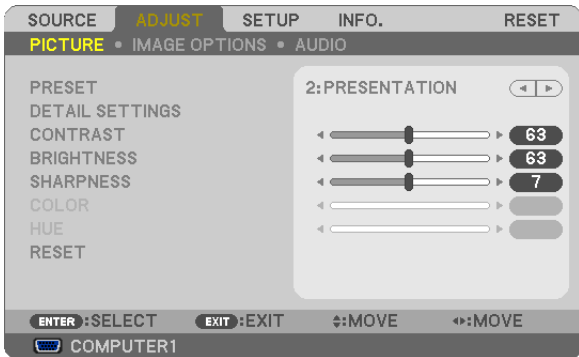 SOURCE ADJUST SETUP INFO. RESET
PICTURE • IMAGE OPTIONS • AUDIO
PRESET 2:PRESENTATION
DETAIL SETTINGS
CONTRAST 63
BRIGHTNESS 63
SHARPNESS 7
COLOR
HUE
RESET
ENTER :SELECT EXIT :EXIT :MOVE :MOVE
COMPUTER1